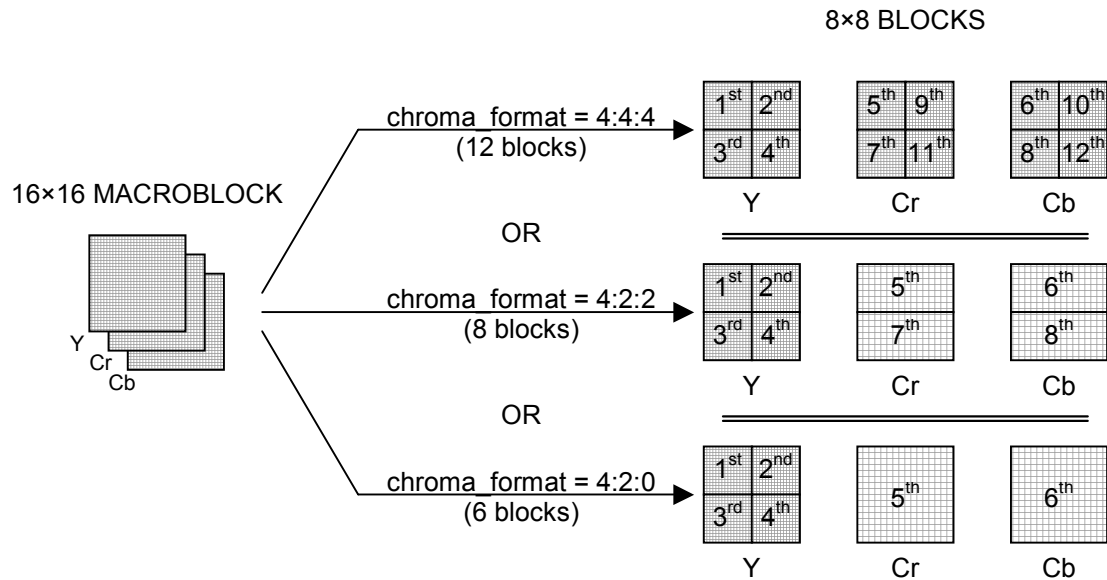 8×8 BLOCKS
16×16 MACROBLOCK
Y
Cr
Cb
chroma_format = 4:4:4
(12 blocks)
1st 2nd
3rd 4th
Y
5th 9th
7th 11th
Cr
6th 10th
8th 12th
Cb
OR
chroma_format = 4:2:2
(8 blocks)
1st 2nd
3rd 4th
Y
5th
7th
Cr
6th
8th
Cb
OR
chroma_format = 4:2:0
(6 blocks)
1st 2nd
3rd 4th
Y
5th
Cr
6th
Cb